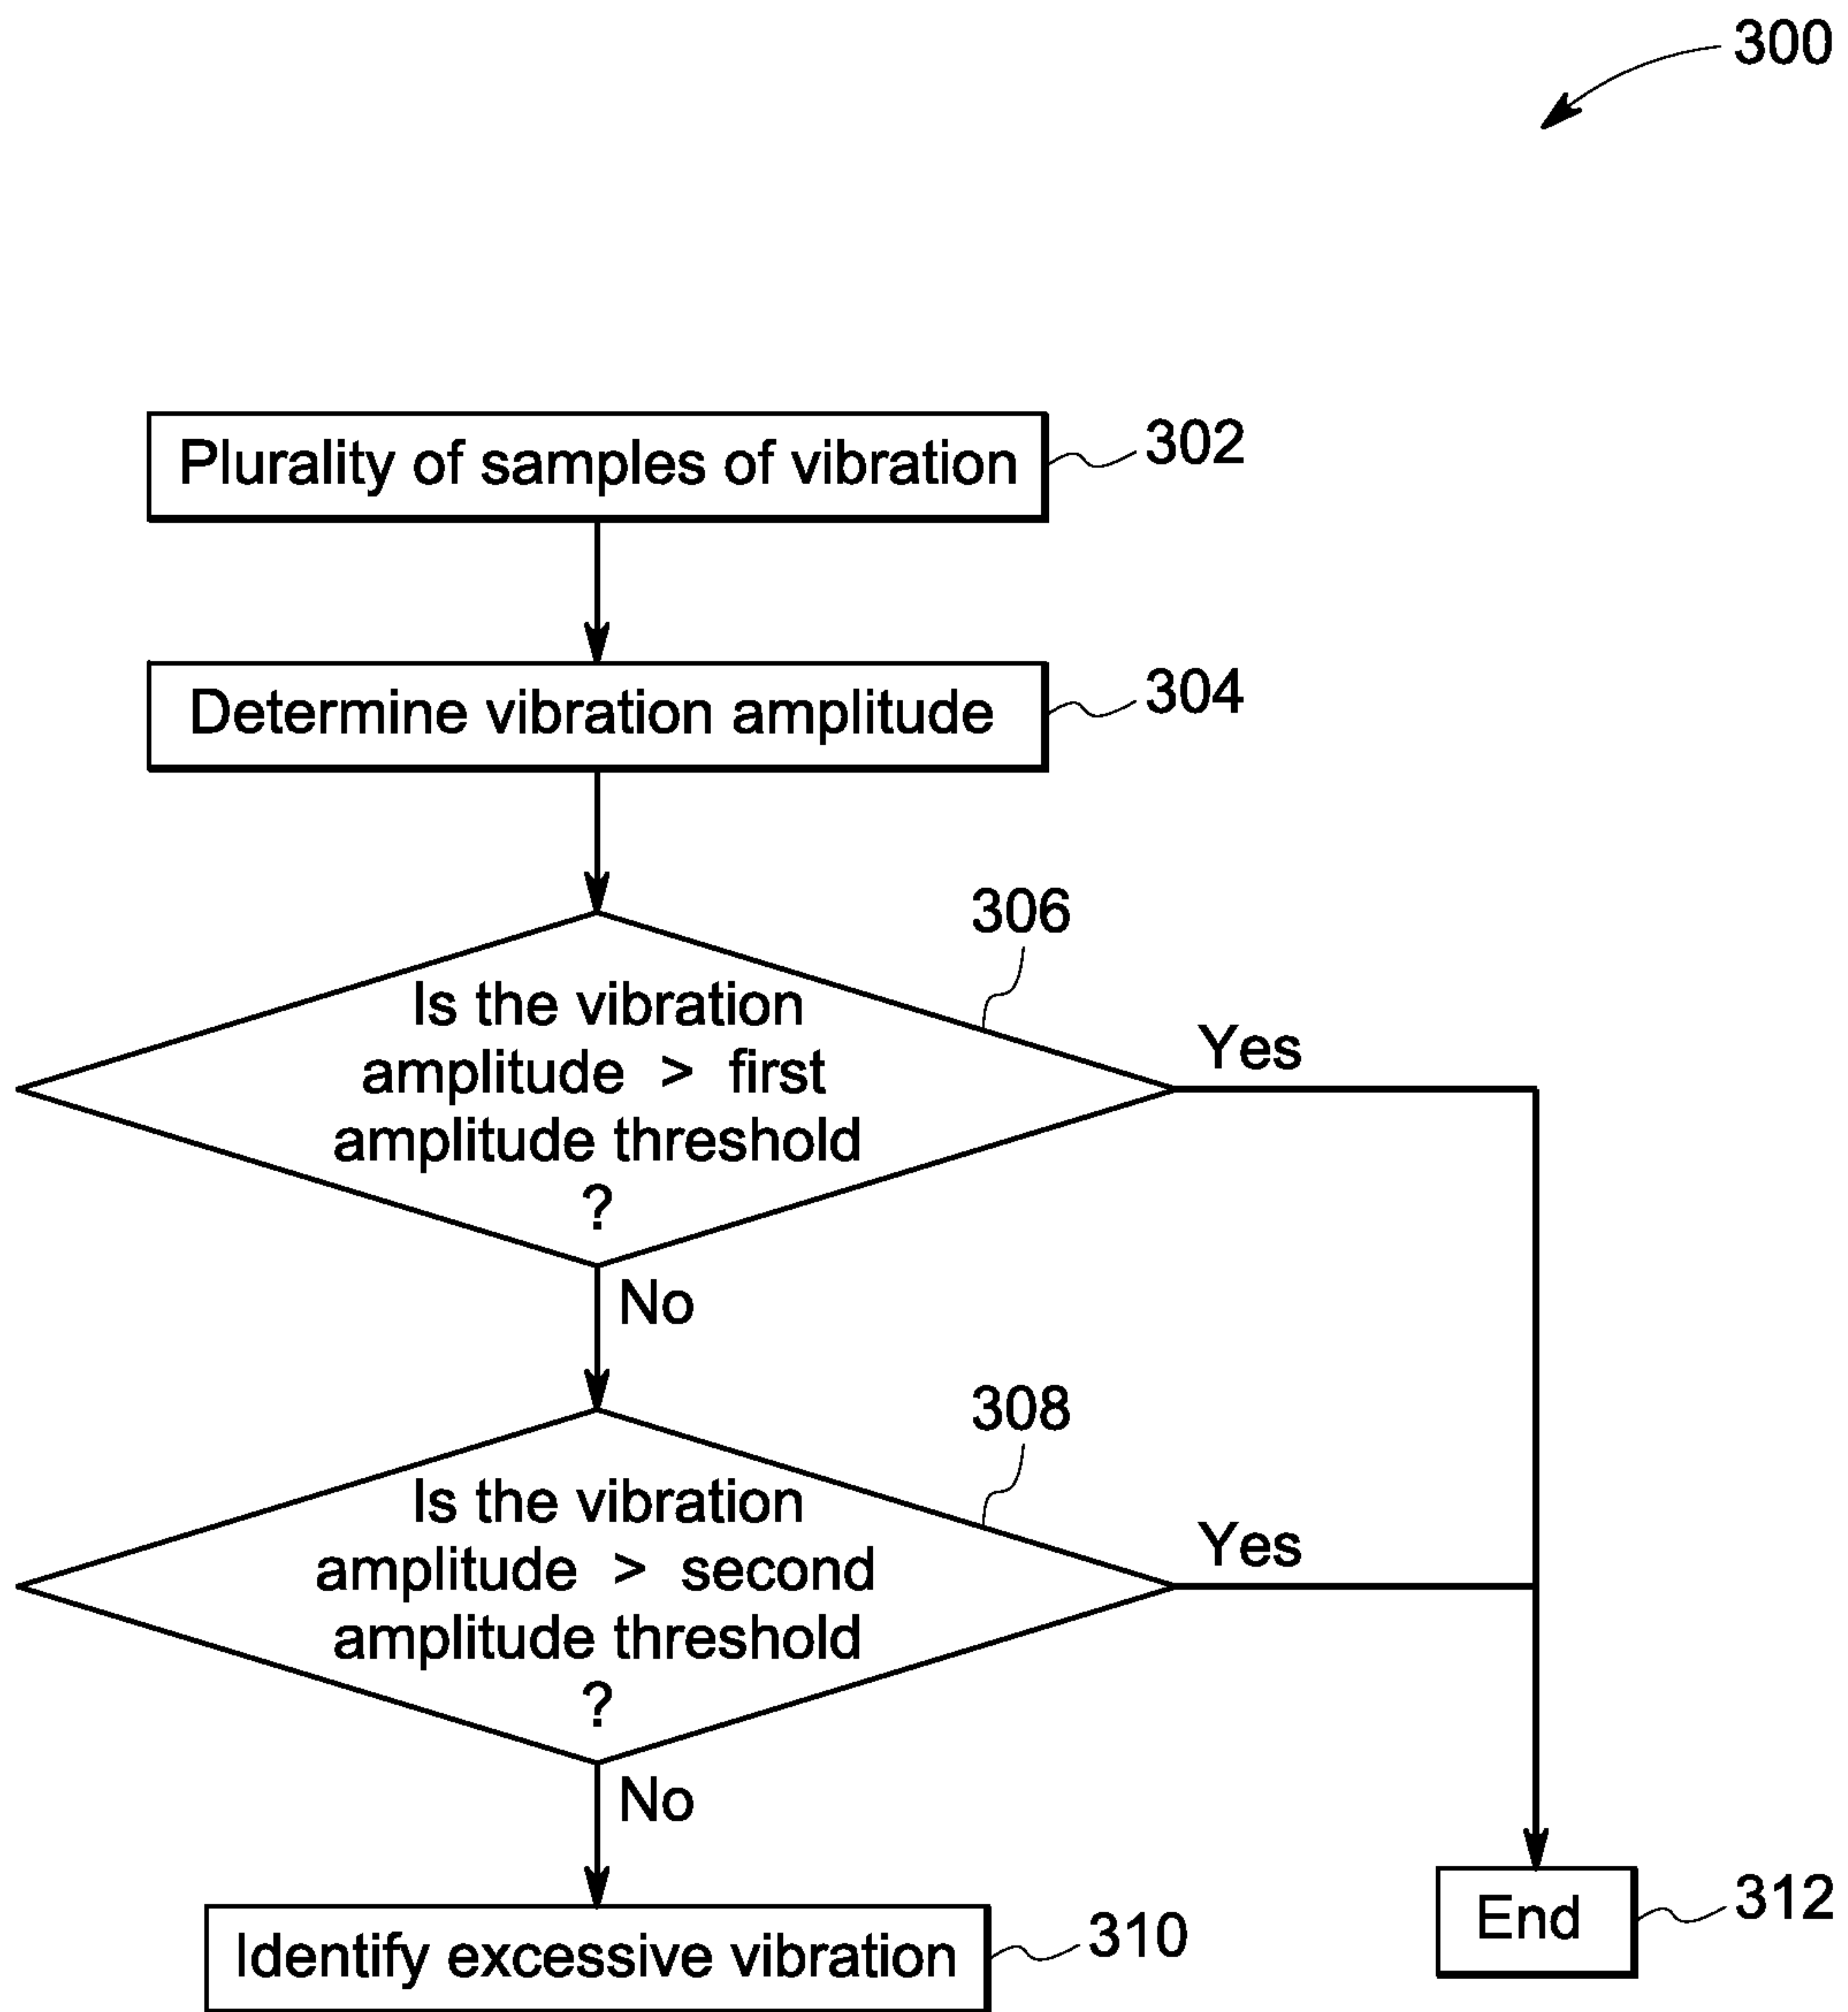 300
Plurality of samples of vibration
302
Determine vibration amplitude
304
306
Is the vibration
amplitude > first
amplitude threshold
?
Yes
No
308
Is the vibration
amplitude > second
amplitude threshold
?
Yes
No
Identify excessive vibration
310
End
312